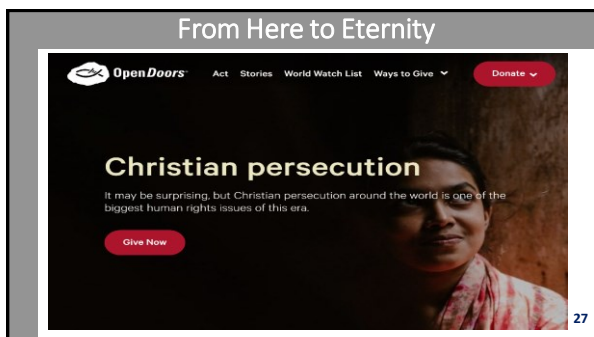 From Here to Eternity
Open Doors Act Stories World Watch List Ways to Give Donate
Christian persecution
It may be surprising, but Christian persecution around the world is one of the
biggest human rights issues of this era.
Give Now
27